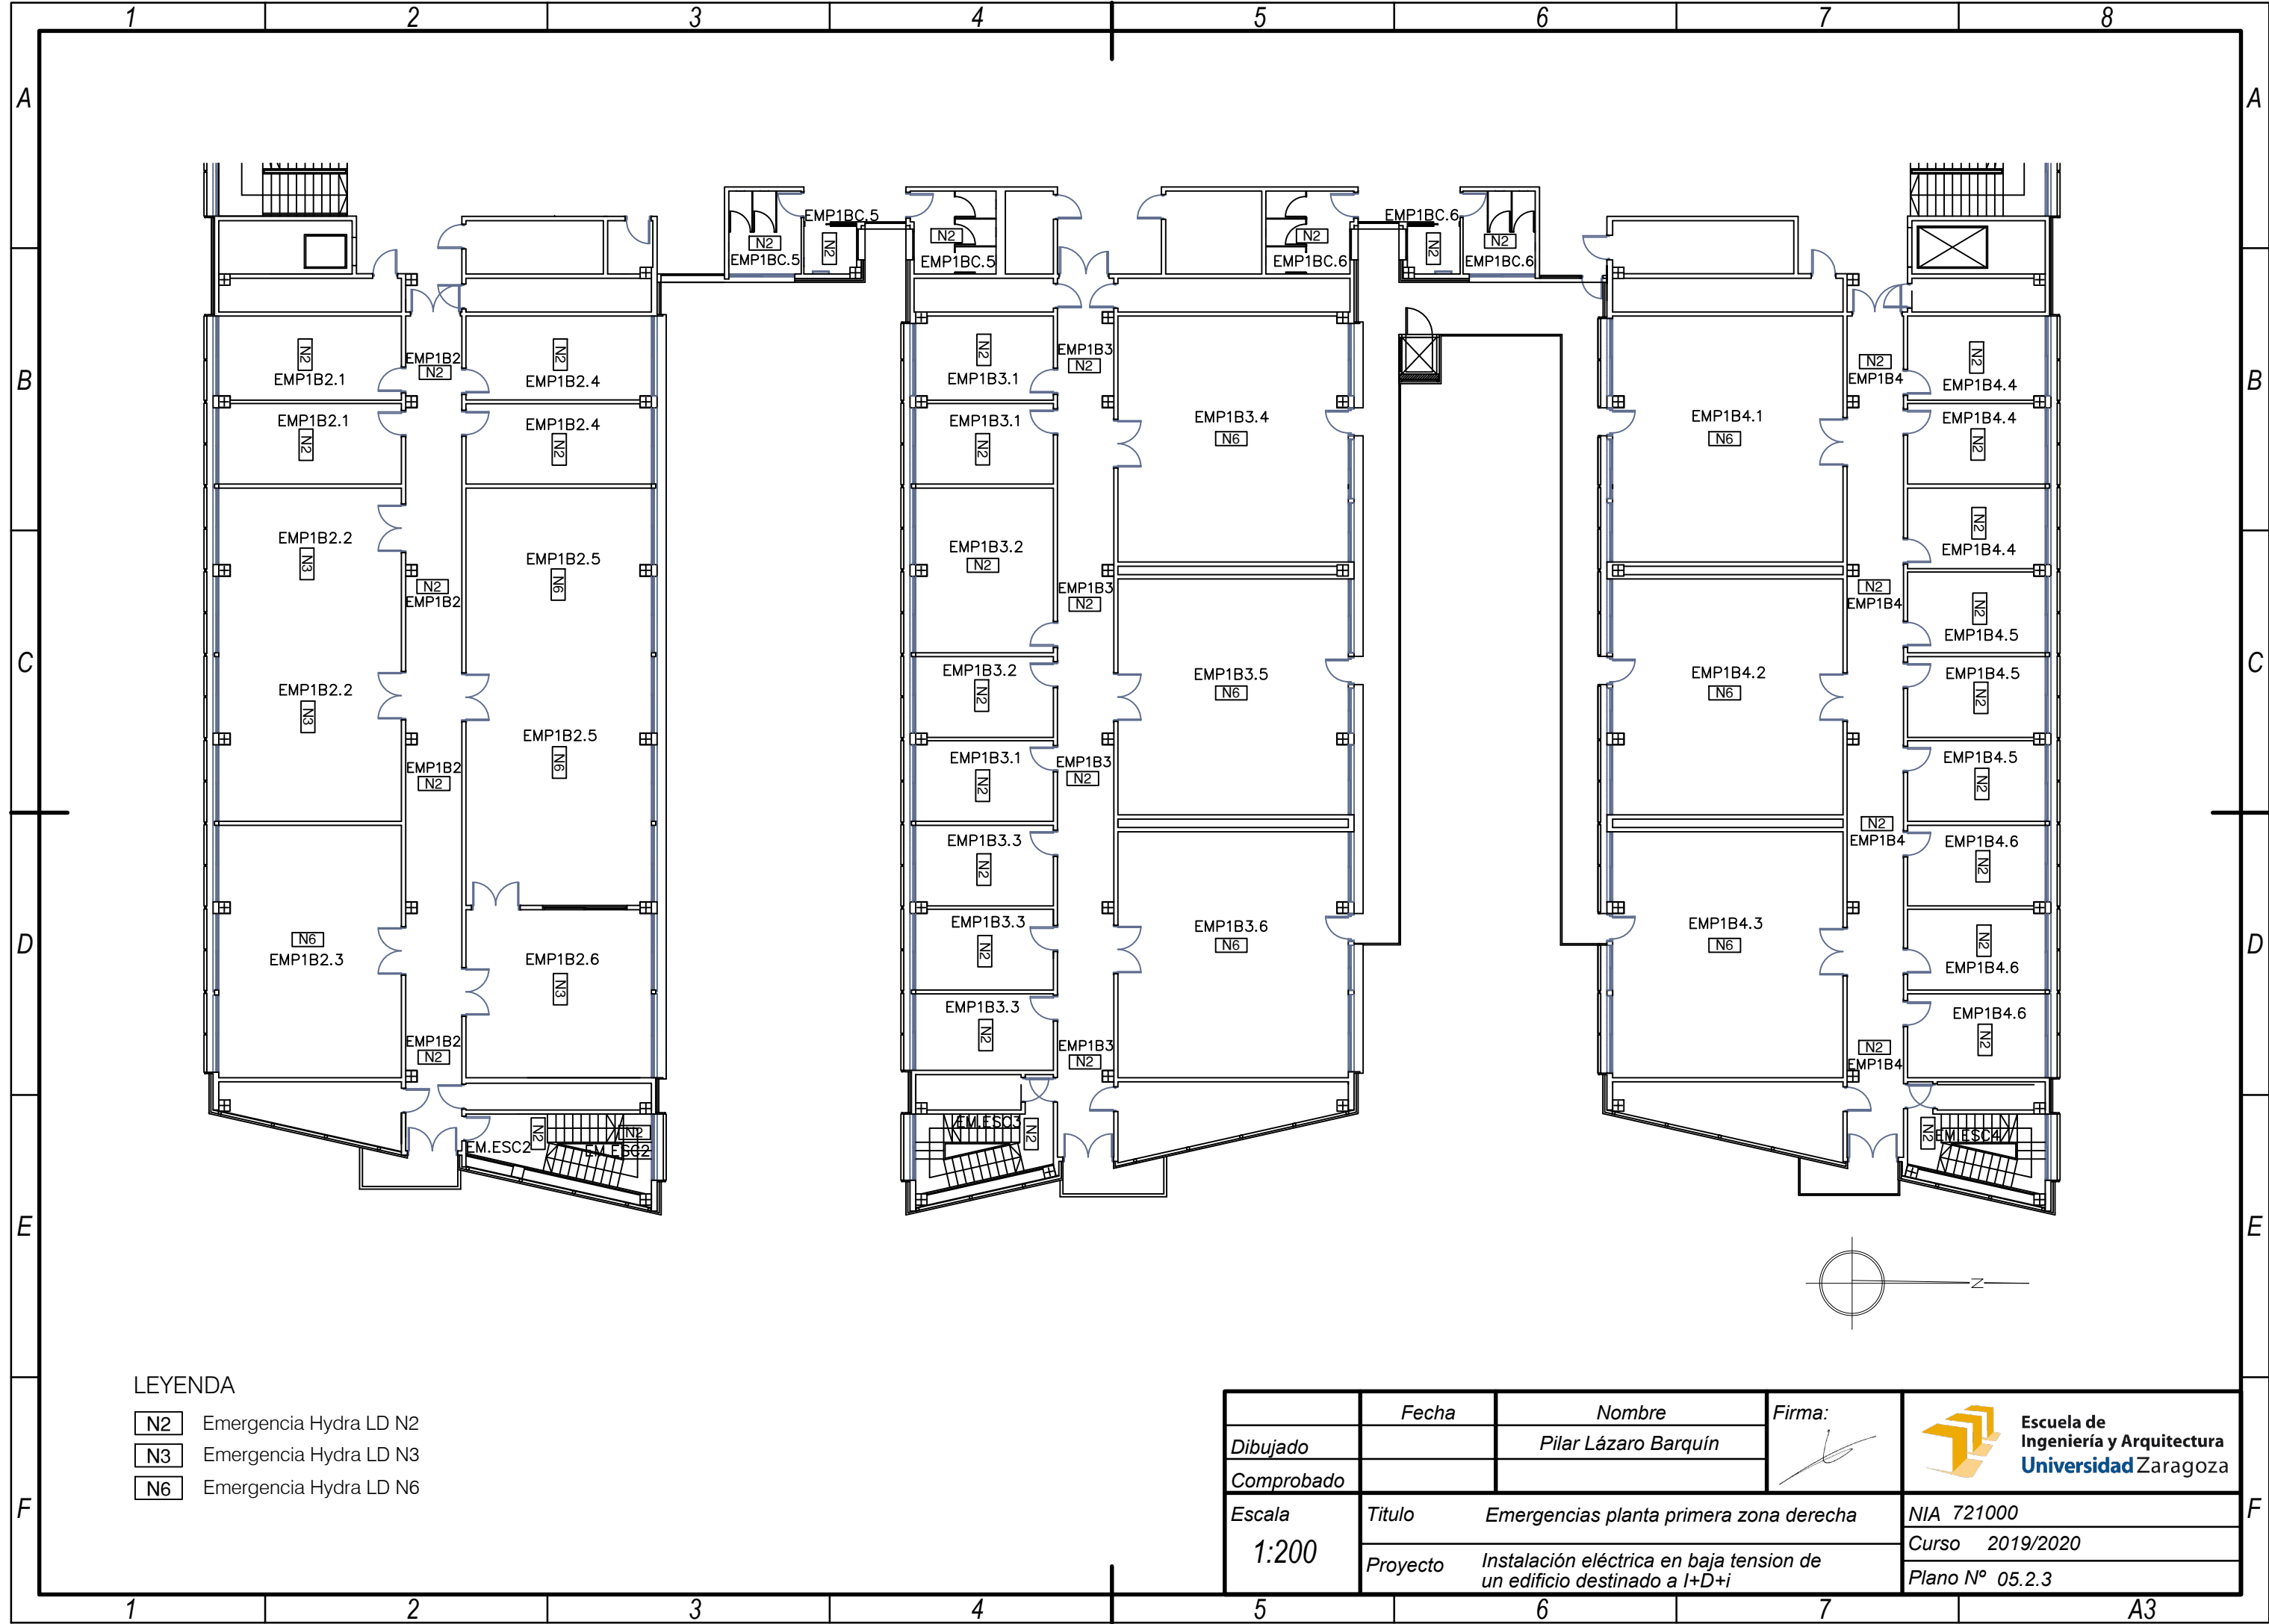 1 2 3 4 5 6 7 8
A A
EMP1BC.5 EMP1BC.6
N2 N2 N2 N2 N2 N2
EMP1BC.5 EMP1BC.5 EMP1BC.6 EMP1BC.6
B B
N2 EMP1B2 N2 N2 EMP1B3 N2 N2
EMP1B2.1 N2 EMP1B2.4 EMP1B3.1 N2 EMP1B4 EMP1B4.4
EMP1B2.1 EMP1B2.4 EMP1B3.1 EMP1B3.4 EMP1B4.1 EMP1B4.4
N2 N2 N2 N6 N6 N2
EMP1B2.2 EMP1B2.5 EMP1B3.2 N2
N3 N6 N2 EMP1B4.4
N2 EMP1B3 N2 N2
EMP1B2 N2 EMP1B4 EMP1B4.5
C C
EMP1B2.2 EMP1B3.2 EMP1B3.5 EMP1B4.2 EMP1B4.5
N3 N2 N6 N6 N2
EMP1B2.5 EMP1B3.1 EMP1B3 EMP1B4.5
EMP1B2 N6 N2 N2 N2
N2
EMP1B3.3 N2 EMP1B4.6
N2 EMP1B4 N2
D D
N6 EMP1B3.3 EMP1B3.6 EMP1B4.3 N2
EMP1B2.3 EMP1B2.6 N2 N6 N6 EMP1B4.6
N3 EMP1B3.3 EMP1B4.6
EMP1B2 N2 EMP1B3 N2 N2
N2 N2 EMP1B4
N2 N2 EM.ESC3 N2 N2 EM.ESC4
EM.ESC2 EM.ESC2
E E
N
LEYENDA
N2 Emergencia Hydra LD N2
N3 Emergencia Hydra LD N3
N6 Emergencia Hydra LD N6
F F
Fecha Nombre Firma:
Dibujado Pilar Lázaro Barquín
Comprobado
Escuela de
Ingeniería y Arquitectura
Universidad Zaragoza
Escala
1:200
Titulo Emergencias planta primera zona derecha
Proyecto Instalación eléctrica en baja tension de
un edificio destinado a I+D+i
NIA 721000
Curso 2019/2020
Plano Nº 05.2.3
1 2 3 4 5 6 7 A3